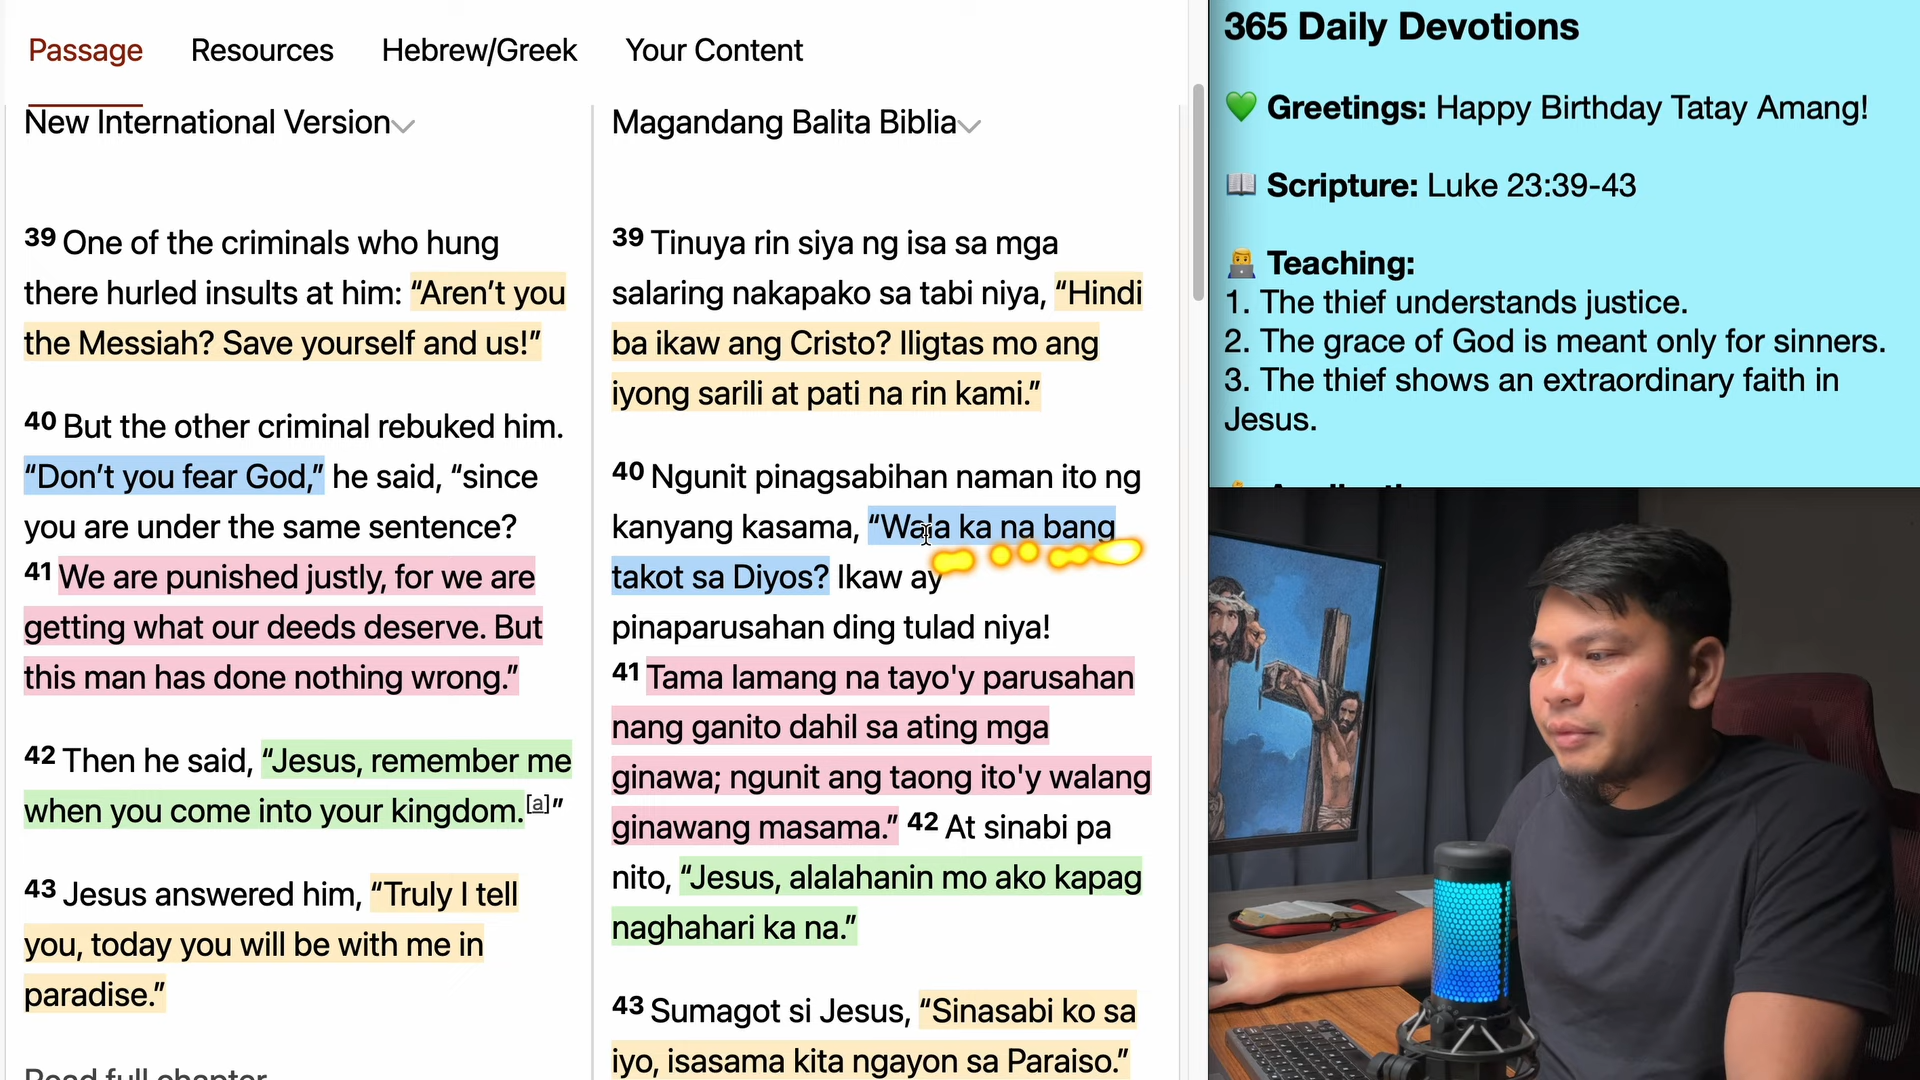 Passage
Resources
Hebrew/Greek
Your Content
New International Version
39 One of the criminals who hung
there hurled insults at him: “Aren’t you
the Messiah? Save yourself and us!”
40 But the other criminal rebuked him.
“Don’t you fear God,” he said, “since
you are under the same sentence?
41 We are punished justly, for we are
getting what our deeds deserve. But
this man has done nothing wrong.”
42 Then he said, “Jesus, remember me
when you come into your kingdom.[a]”
43 Jesus answered him, “Truly I tell
you, today you will be with me in
paradise.”
Read full chapter
Magandang Balita Biblia
39 Tinuya rin siya ng isa sa mga
salaring nakapako sa tabi niya, “Hindi
ba ikaw ang Cristo? Iligtas mo ang
iyong sarili at pati na rin kami.”
40 Ngunit pinagsabihan naman ito ng
kanyang kasama, “Wala ka na bang
takot sa Diyos? Ikaw ay
pinaparusahan ding tulad niya!
41 Tama lamang na tayo'y parusahan
nang ganito dahil sa ating mga
ginawa; ngunit ang taong ito'y walang
ginawang masama.” 42 At sinabi pa
nito, “Jesus, alalahanin mo ako kapag
naghahari ka na.”
43 Sumagot si Jesus, “Sinasabi ko sa
iyo, isasama kita ngayon sa Paraiso.”
365 Daily Devotions
💚 Greetings: Happy Birthday Tatay Amang!
📖 Scripture: Luke 23:39-43
👨‍💻 Teaching:
1. The thief understands justice.
2. The grace of God is meant only for sinners.
3. The thief shows an extraordinary faith in
Jesus.